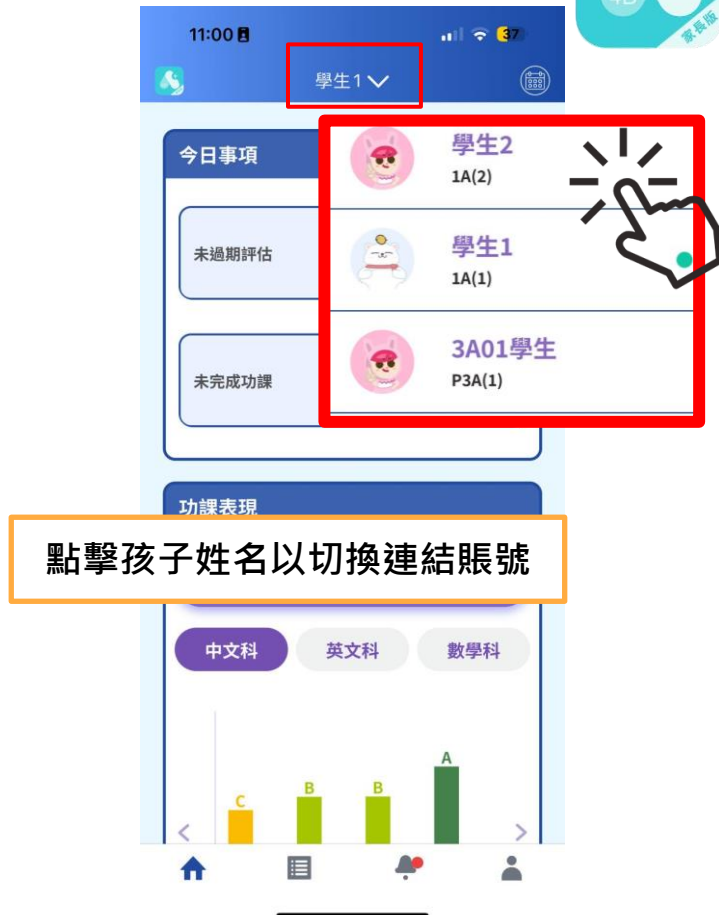 4D
家長版
11:00
37
學生1
今日事項
學生2
1A(2)
未過期評估
學生1
1A(1)
3A01學生
P3A(1)
未完成功課
功課表現
點擊孩子姓名以切換連結賬號
中文科
英文科
數學科
C
B
B
A